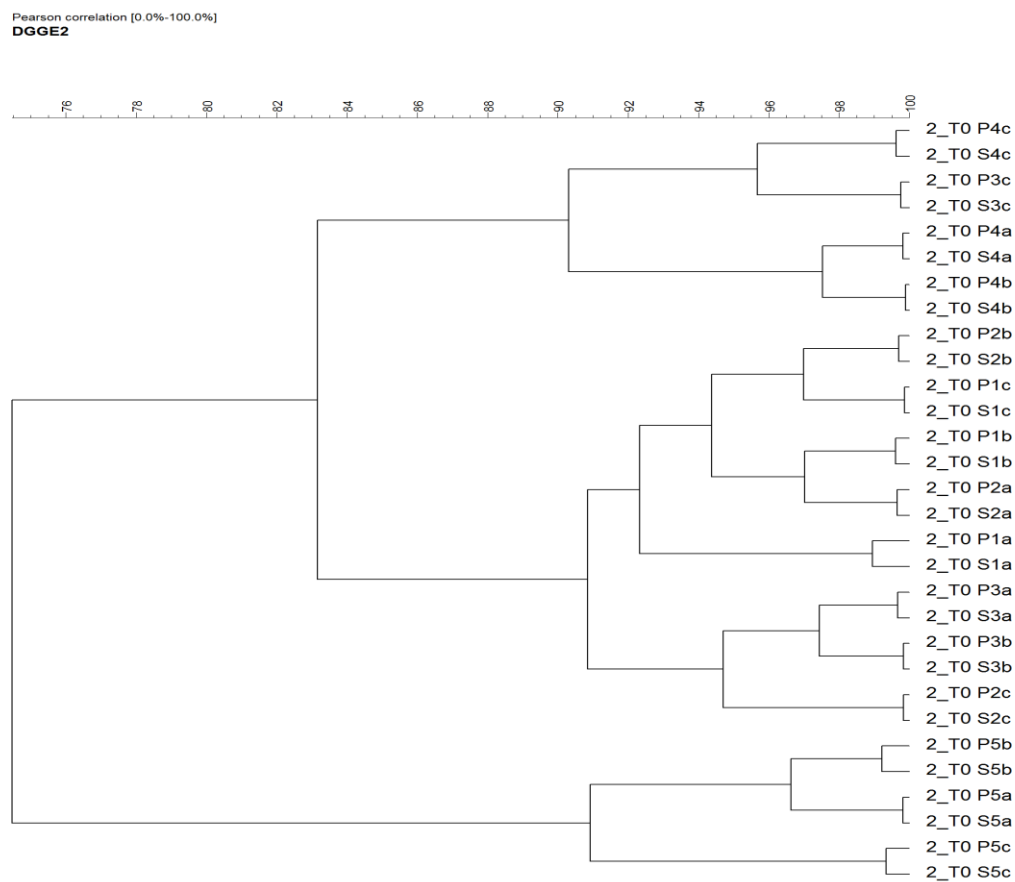 Pearson correlation [0.0%-100.0%]
DGGE2
76 78 80 82 84 86 88 90 92 94 96 98 100
2_T0 P4c
2_T0 S4c
2_T0 P3c
2_T0 S3c
2_T0 P4a
2_T0 S4a
2_T0 P4b
2_T0 S4b
2_T0 P2b
2_T0 S2b
2_T0 P1c
2_T0 S1c
2_T0 P1b
2_T0 S1b
2_T0 P2a
2_T0 S2a
2_T0 P1a
2_T0 S1a
2_T0 P3a
2_T0 S3a
2_T0 P3b
2_T0 S3b
2_T0 P2c
2_T0 S2c
2_T0 P5b
2_T0 S5b
2_T0 P5a
2_T0 S5a
2_T0 P5c
2_T0 S5c